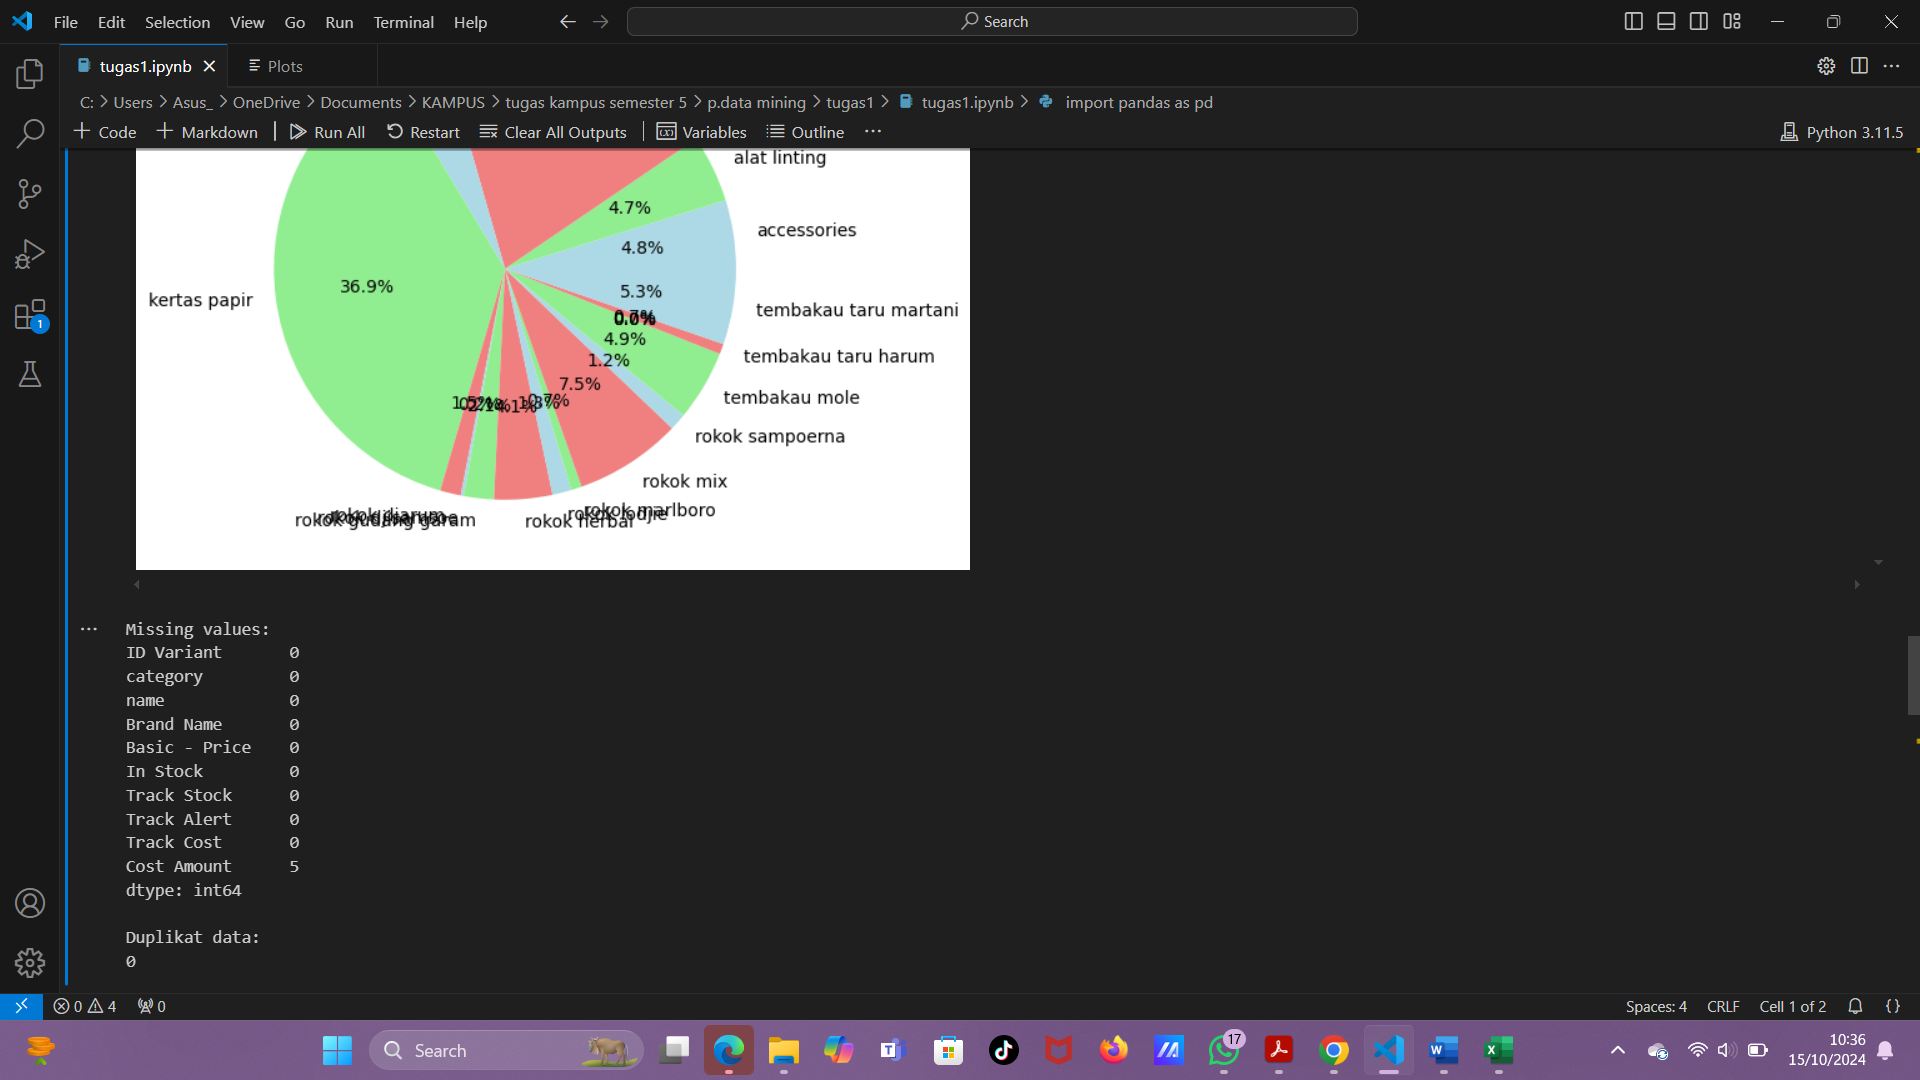 File Edit Selection View Go Run Terminal Help
Search
tugas1.ipynb
Plots
C: > Users > Asus_ > OneDrive > Documents > KAMPUS > tugas kampus semester 5 > p.data mining > tugas1 > tugas1.ipynb > import pandas as pd
+ Code + Markdown | Run All Restart Clear All Outputs | Variables Outline ...
Python 3.11.5
alat linting
4.7%
accessories
4.8%
36.9%
5.3%
kertas papir
tembakau taru martani
4.9%
tembakau taru harum
1.2%
7.5%
tembakau mole
rokok sampoerna
rokok mix
rokok marlboro
rokok gudang garam
rokok herbal
1
... Missing values:
ID Variant 0
category 0
name 0
Brand Name 0
Basic - Price 0
In Stock 0
Track Stock 0
Track Alert 0
Track Cost 0
Cost Amount 5
dtype: int64
Duplikat data:
0
0 4 0
Spaces: 4 CRLF Cell 1 of 2 {}
Search
17
10:36
15/10/2024